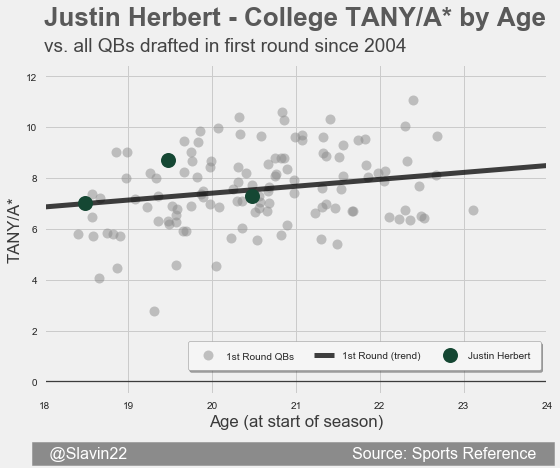 Justin Herbert - College TANY/A* by Age
vs. all QBs drafted in first round since 2004
12
10
8
6
4
2
0
TANY/A*
1st Round QBs
1st Round (trend)
Justin Herbert
18 19 20 21 22 23 24
Age (at start of season)
@Slavin22
Source: Sports Reference